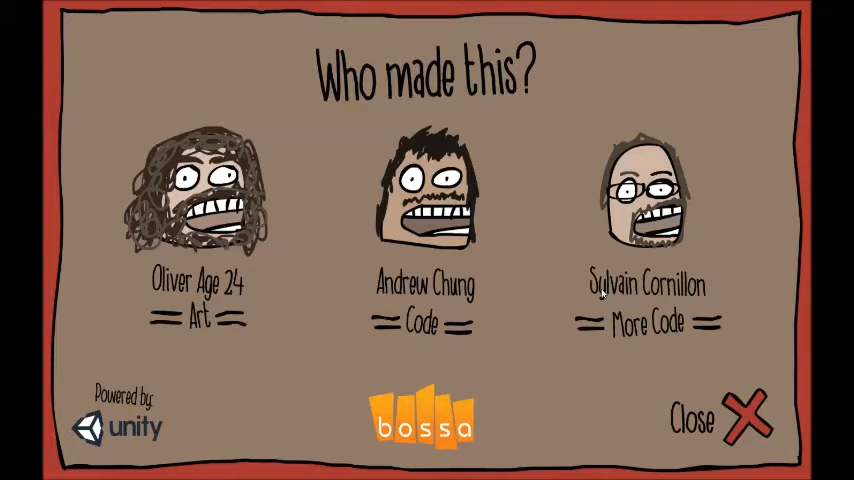 Who made this?
Oliver Age 24
Art
Andrew Chung
Code
Sylvain Cornillon
More Code
Powered by:
unity
bossa
Close